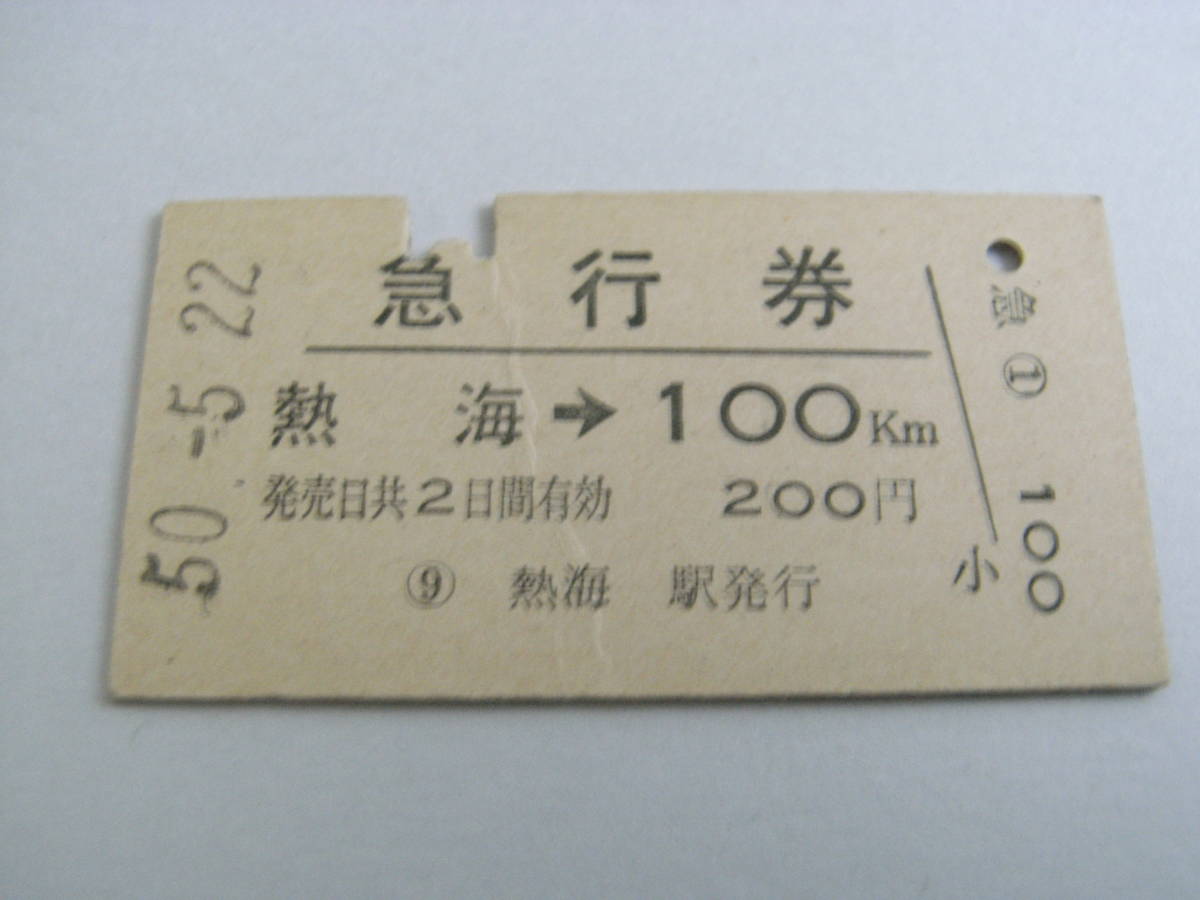 50.-5.22
急行券
熱海→100Km
発売日共2日間有効 200円
⑨ 熱海 駅発行
小
急 ① 100